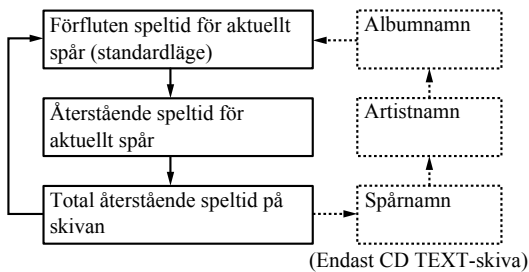 Förfluten speltid för aktuellt
spår (standardläge)
Återstående speltid för
aktuellt spår
Total återstående speltid på
skivan
Albumnamn
Artistnamn
Spårnamn
(Endast CD TEXT-skiva)